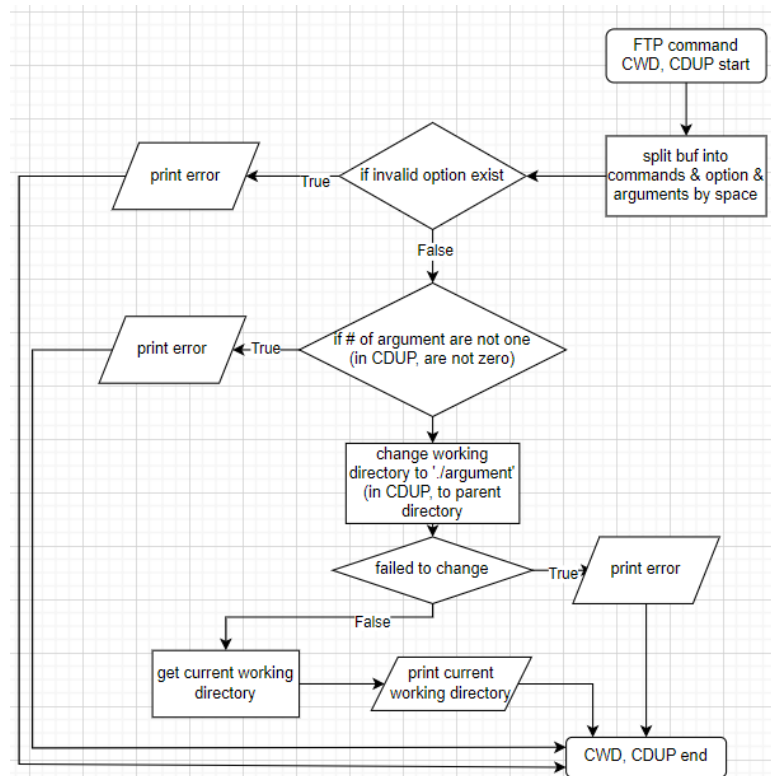 FTP command
CWD, CDUP start
split buf into
commands & option &
arguments by space
if invalid option exist
True
print error
False
if # of argument are not one
(in CDUP, are not zero)
True
print error
change working
directory to './argument'
(in CDUP, to parent
directory
failed to change
True
print error
False
get current working
directory
print current
working directory
CWD, CDUP end